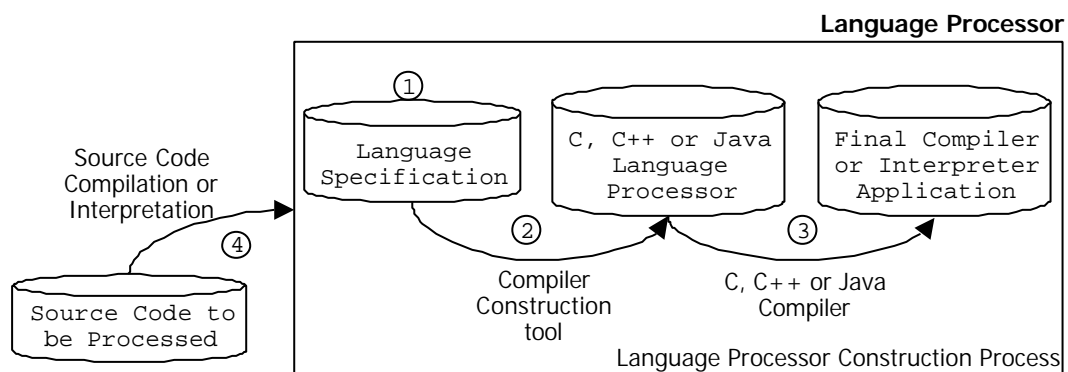 Language Processor
1
Language
Specification
C, C++ or Java
Language
Processor
Final Compiler
or Interpreter
Application
Source Code
Compilation or
Interpretation
4
2
3
Compiler
Construction
tool
C, C++ or Java
Compiler
Source Code to
be Processed
Language Processor Construction Process